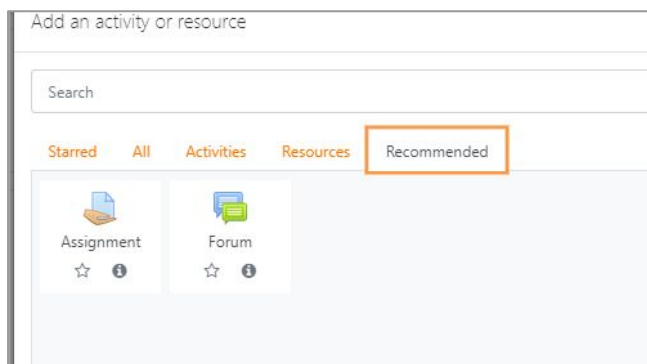 Add an activity or resource
Search
Starred All Activities Resources Recommended
Assignment Forum